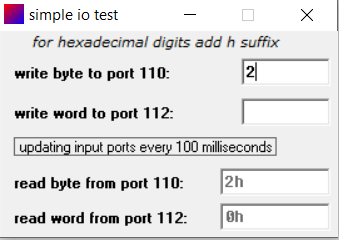 simple io test
for hexadecimal digits add h suffix
write byte to port 110: 2
write word to port 112:
updating input ports every 100 milliseconds
read byte from port 110: 2h
read word from port 112: 0h